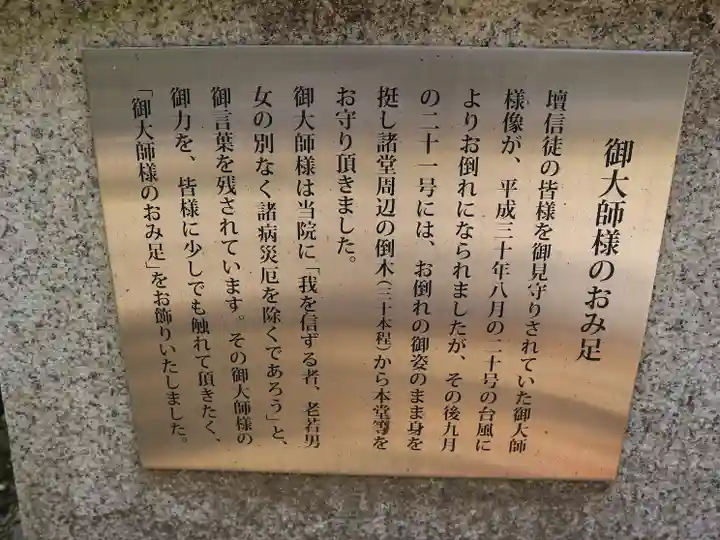 御大師様のおみ足
壇信徒の皆様を御見守りされていた御大師
様像が、平成三十年八月の二十号の台風に
よりお倒れになられましたが、その後九月
の二十一号には、お倒れの御姿のまま身を
挺し諸堂周辺の倒木(三十本程)から本堂等を
お守り頂きました。
御大師様は当院に「我を信ずる者、老若男
女の別なく諸病災厄を除くであろう」と、
御言葉を残されています。その御大師様の
御力を、皆様に少しでも触れて頂きたく、
「御大師様のおみ足」をお飾りいたしました。